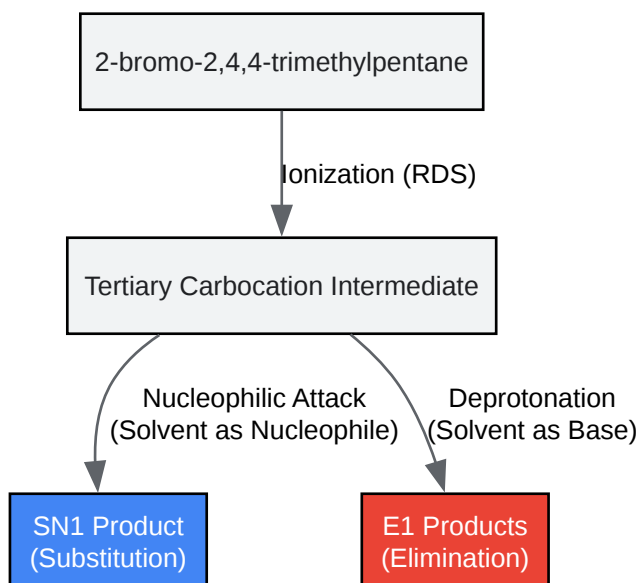 2-bromo-2,4,4-trimethylpentane
Ionization (RDS)
Tertiary Carbocation Intermediate
Nucleophilic Attack
(Solvent as Nucleophile)
Deprotonation
(Solvent as Base)
SN1 Product
(Substitution)
E1 Products
(Elimination)